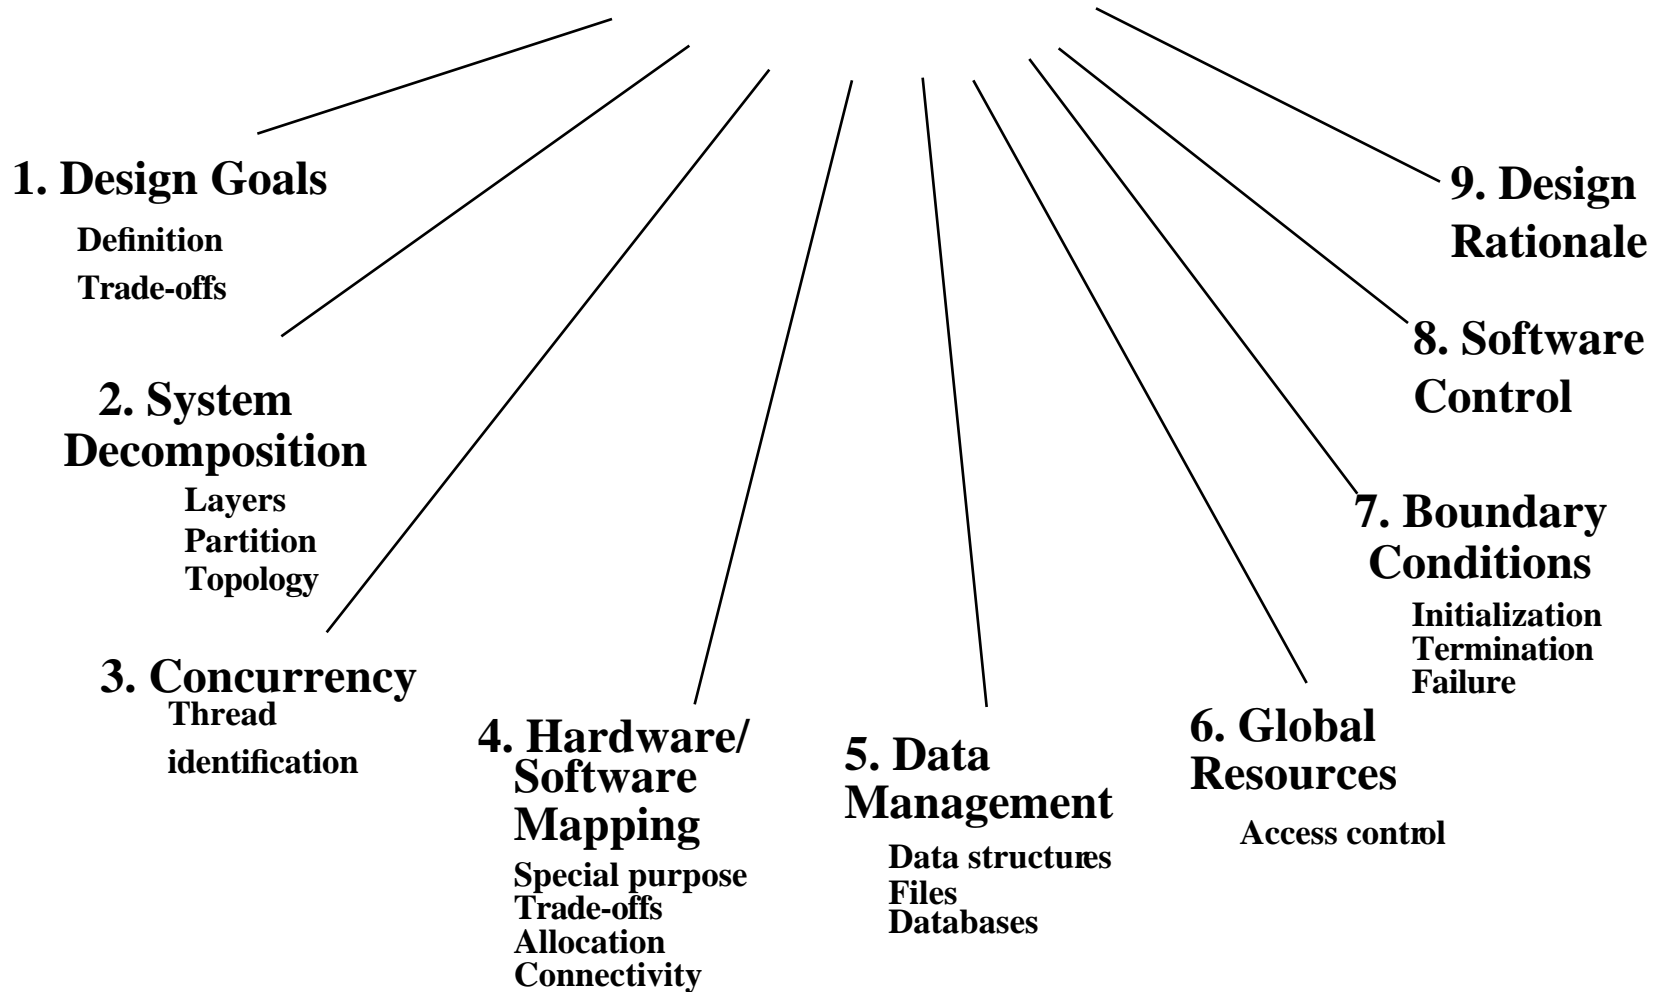 1. Design Goals
Definition
Trade-offs
2. System
Decomposition
Layers
Partition
Topology
3. Concurrency
Thread
identification
4. Hardware/
Software
Mapping
Special purpose
Trade-offs
Allocation
Connectivity
5. Data
Management
Data structures
Files
Databases
6. Global
Resources
Access control
7. Boundary
Conditions
Initialization
Termination
Failure
8. Software
Control
9. Design
Rationale